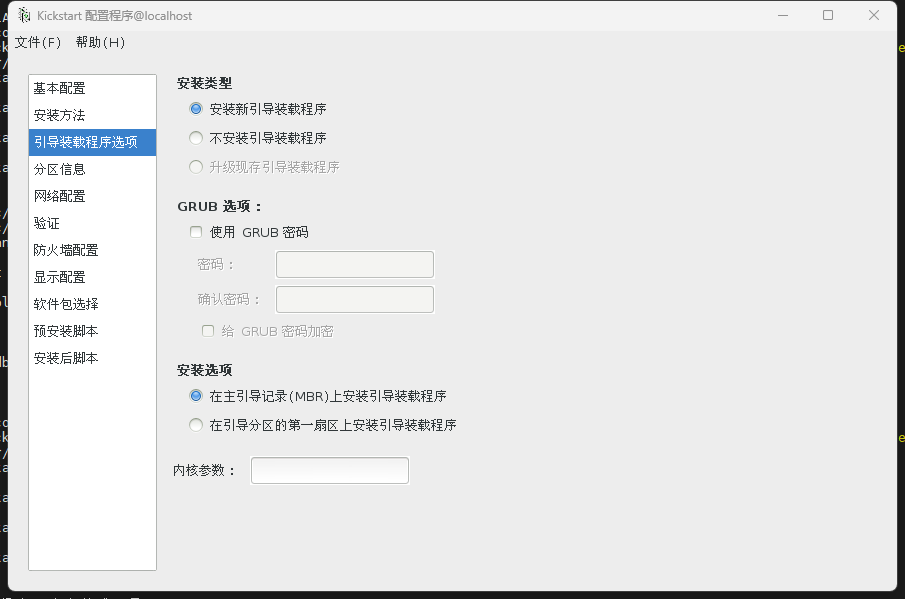 Kickstart 配置程序@localhost
文件(F) 帮助(H)
基本配置
安装方法
引导装载程序选项
分区信息
网络配置
验证
防火墙配置
显示配置
软件包选择
预安装脚本
安装后脚本
安装类型
安装新引导装载程序
不安装引导装载程序
升级现存引导装载程序
GRUB 选项：
使用 GRUB 密码
密码：
确认密码：
给 GRUB 密码加密
安装选项
在主引导记录(MBR)上安装引导装载程序
在引导分区的第一扇区上安装引导装载程序
内核参数：